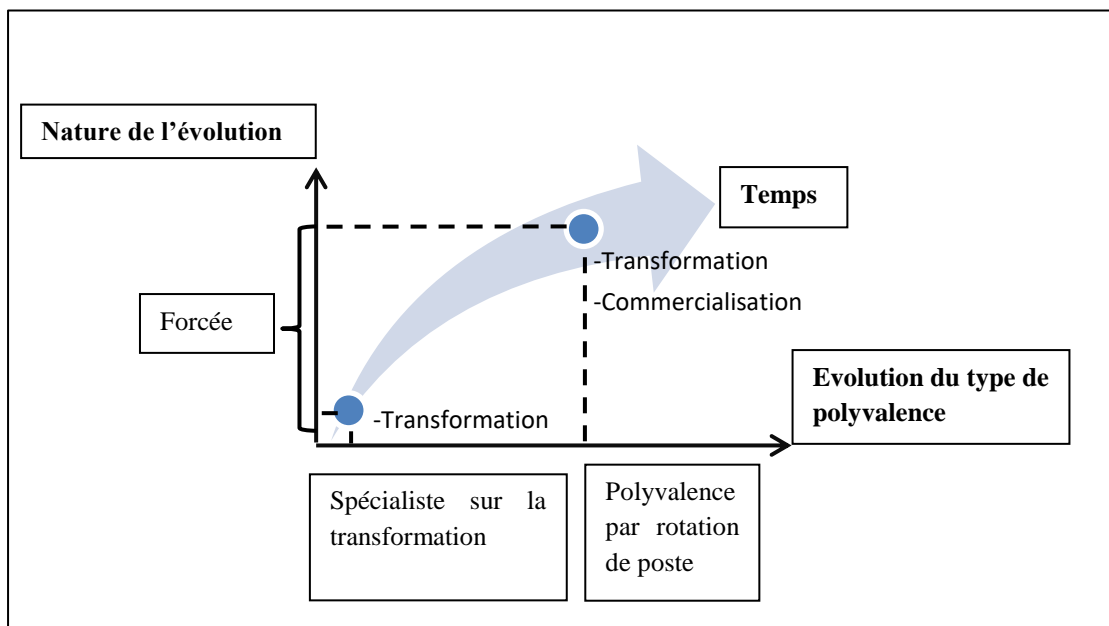 Nature de l’évolution
Temps
-Transformation
-Commercialisation
Forcée
-Transformation
Evolution du type de
polyvalence
Spécialiste sur la
transformation
Polyvalence
par rotation
de poste